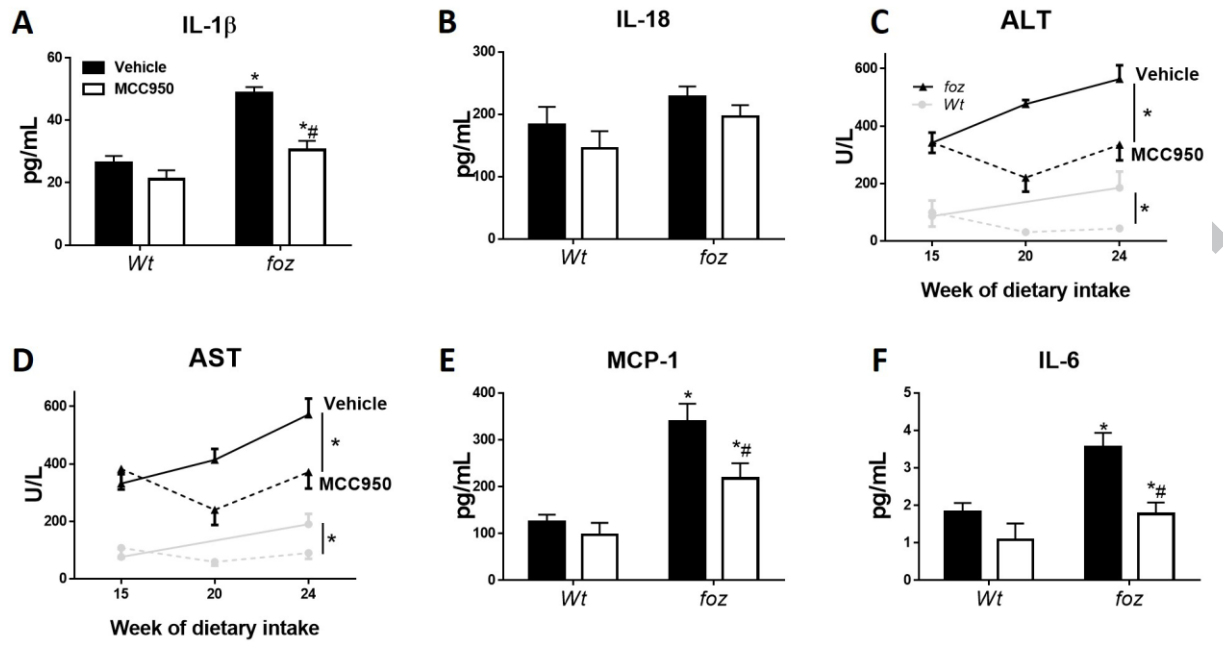 A
IL-1β
pg/mL
60
40
20
0
Vehicle
MCC950
*
*#
Wt
foz
B
IL-18
pg/mL
300
200
100
0
Wt
foz
C
ALT
U/L
600
400
200
0
foz
Wt
Vehicle
*
MCC950
*
15
20
24
Week of dietary intake
D
AST
U/L
600
400
200
0
Vehicle
*
MCC950
*
15
20
24
Week of dietary intake
E
MCP-1
pg/mL
400
300
200
100
0
*
*#
Wt
foz
F
IL-6
pg/mL
5
4
3
2
1
0
*
*#
Wt
foz